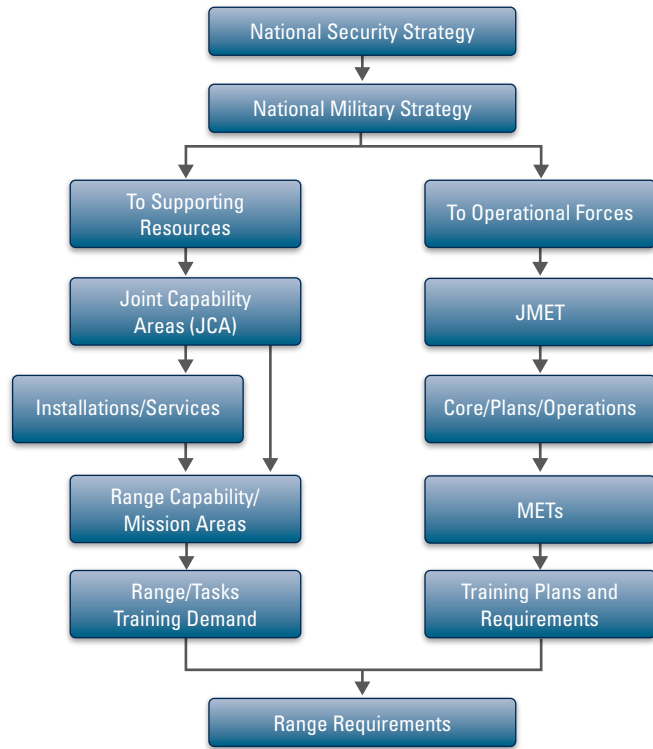 National Security Strategy
National Military Strategy
To Supporting
Resources
To Operational Forces
Joint Capability
Areas (JCA)
JMET
Installations/Services
Core/Plans/Operations
Range Capability/
Mission Areas
METs
Range/Tasks
Training Demand
Training Plans and
Requirements
Range Requirements